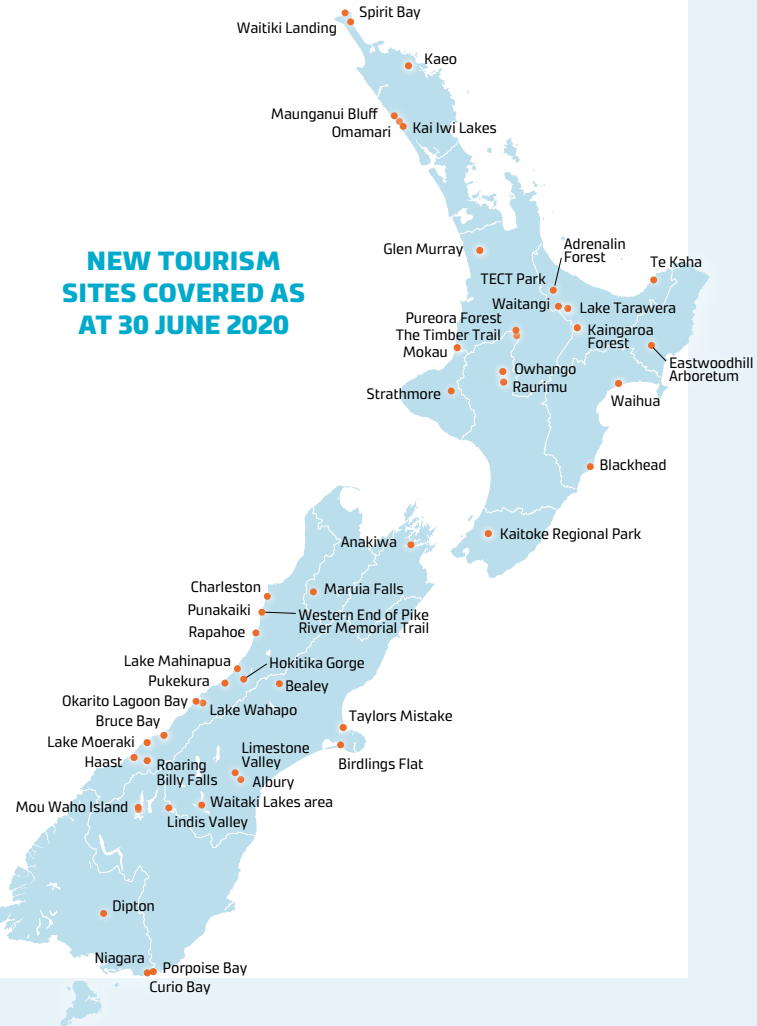 Spirit Bay
Waitiki Landing
Kaeo
Maunganui Bluff
Omamari
Kai Iwi Lakes
NEW TOURISM
SITES COVERED AS
AT 30 JUNE 2020
Glen Murray
Adrenalin
Forest
Te Kaha
TECT Park
Waitangi
Lake Tarawera
Pureora Forest
The Timber Trail
Mokau
Kaingaroa
Forest
Eastwoodhill
Arboretum
Owhango
Raurimu
Strathmore
Waihua
Blackhead
Kaitoke Regional Park
Anakiwa
Charleston
Maruia Falls
Punakaiki
Western End of Pike
River Memorial Trail
Rapahoe
Lake Mahinapua
Hokitika Gorge
Pukekura
Bealey
Okarito Lagoon Bay
Lake Wahapo
Bruce Bay
Taylors Mistake
Lake Moeraki
Haast
Roaring
Billy Falls
Limestone
Valley
Albury
Birdlings Flat
Mou Waho Island
Waitaki Lakes area
Lindis Valley
Dipton
Niagara
Porpoise Bay
Curio Bay